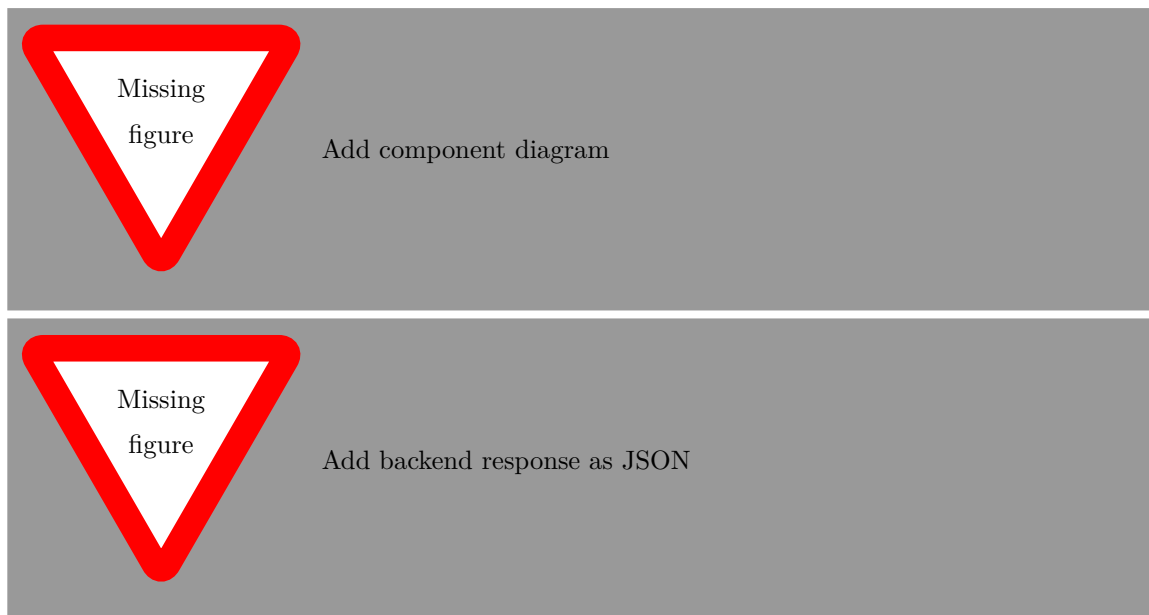 Missing
figure
Add component diagram
Missing
figure
Add backend response as JSON